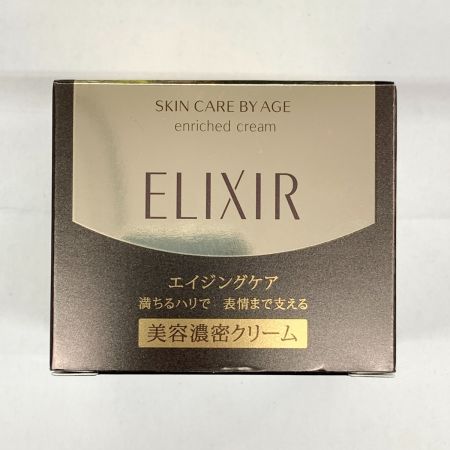 SKIN CARE BY AGE
enriched cream
ELIXIR
エイジングケア
満ちるハリで 表情まで支える
美容濃密クリーム